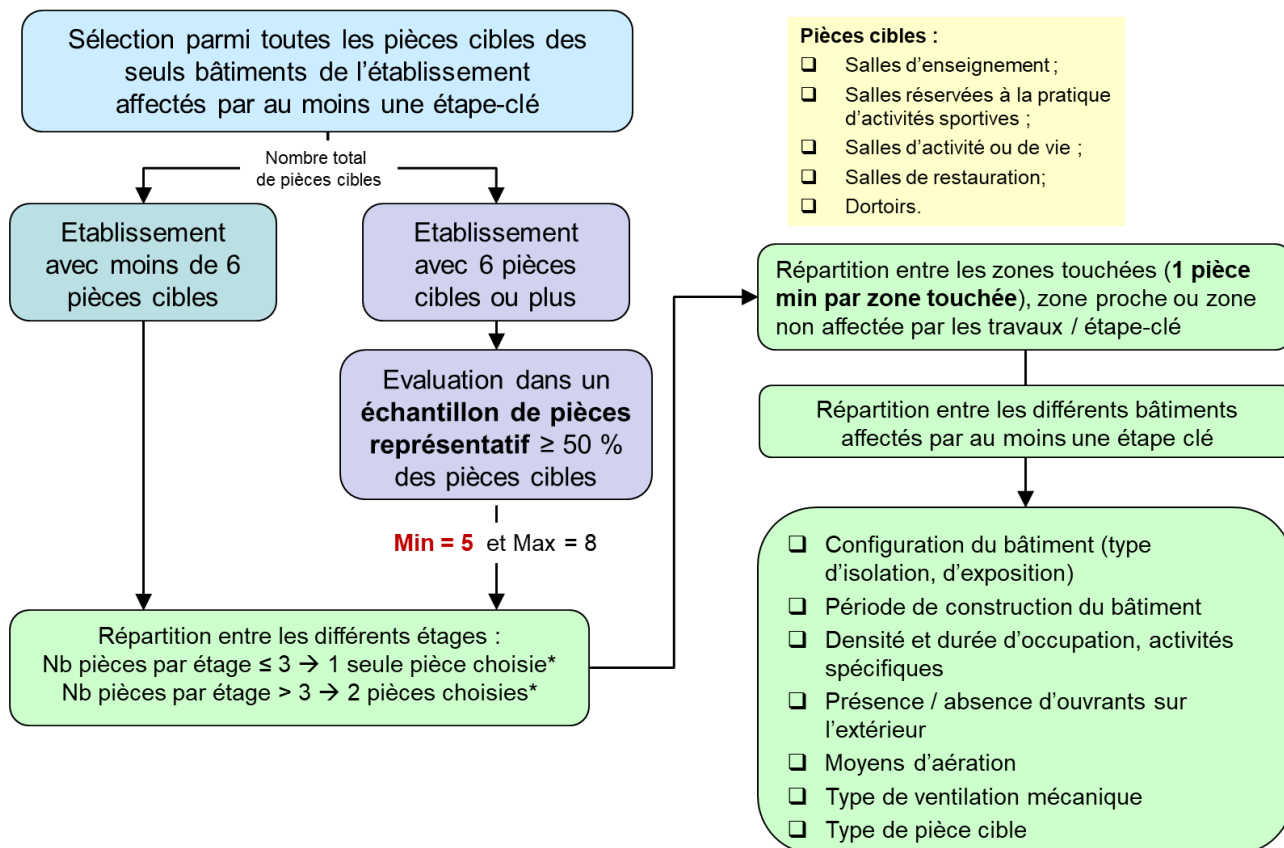 Sélection parmi toutes les pièces cibles des
seuls bâtiments de l'établissement
affectés par au moins une étape-clé
Nombre total
de pièces cibles
Etablissement
avec moins de 6
pièces cibles
Etablissement
avec 6 pièces
cibles ou plus
Evaluation dans un
échantillon de pièces
représentatif ≥ 50 %
des pièces cibles
Min = 5 et Max = 8
Répartition entre les différents étages :
Nb pièces par étage ≤ 3 → 1 seule pièce choisie*
Nb pièces par étage > 3 → 2 pièces choisies*
Pièces cibles :
❑ Salles d'enseignement ;
❑ Salles réservées à la pratique
d'activités sportives ;
❑ Salles d'activité ou de vie ;
❑ Salles de restauration;
❑ Dortoirs.
Répartition entre les zones touchées (1 pièce
min par zone touchée), zone proche ou zone
non affectée par les travaux / étape-clé
Répartition entre les différents bâtiments
affectés par au moins une étape clé
❑ Configuration du bâtiment (type
d'isolation, d'exposition)
❑ Période de construction du bâtiment
❑ Densité et durée d'occupation, activités
spécifiques
❑ Présence / absence d'ouvrants sur
l'extérieur
❑ Moyens d'aération
❑ Type de ventilation mécanique
❑ Type de pièce cible